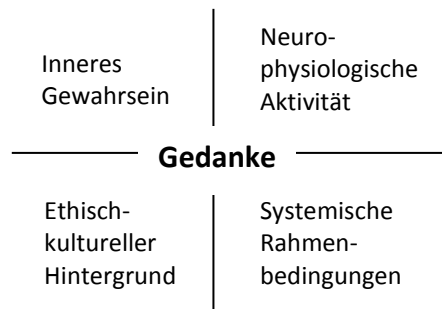 Inneres
Gewahrsein
Neuro-
physiologische
Aktivität
Gedanke
Ethisch-
kultureller
Hintergrund
Systemische
Rahmen-
bedingungen